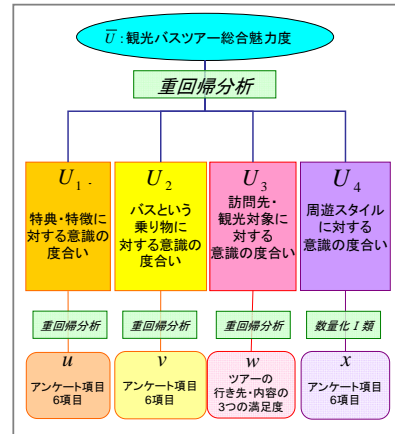 U̅：観光バスツアー総合魅力度
重回帰分析
U1
特典・特徴に
対する意識の
度合い
U2
バスという
乗り物に
対する意識の
度合い
U3
訪問先・
観光対象に
対する
意識の度合い
U4
周遊スタイル
に対する
意識の度合い
重回帰分析
重回帰分析
重回帰分析
数量化Ⅰ類
u
アンケート項目
6項目
v
アンケート項目
6項目
w
ツアーの
行き先・内容の
3つの満足度
x
アンケート項目
6項目